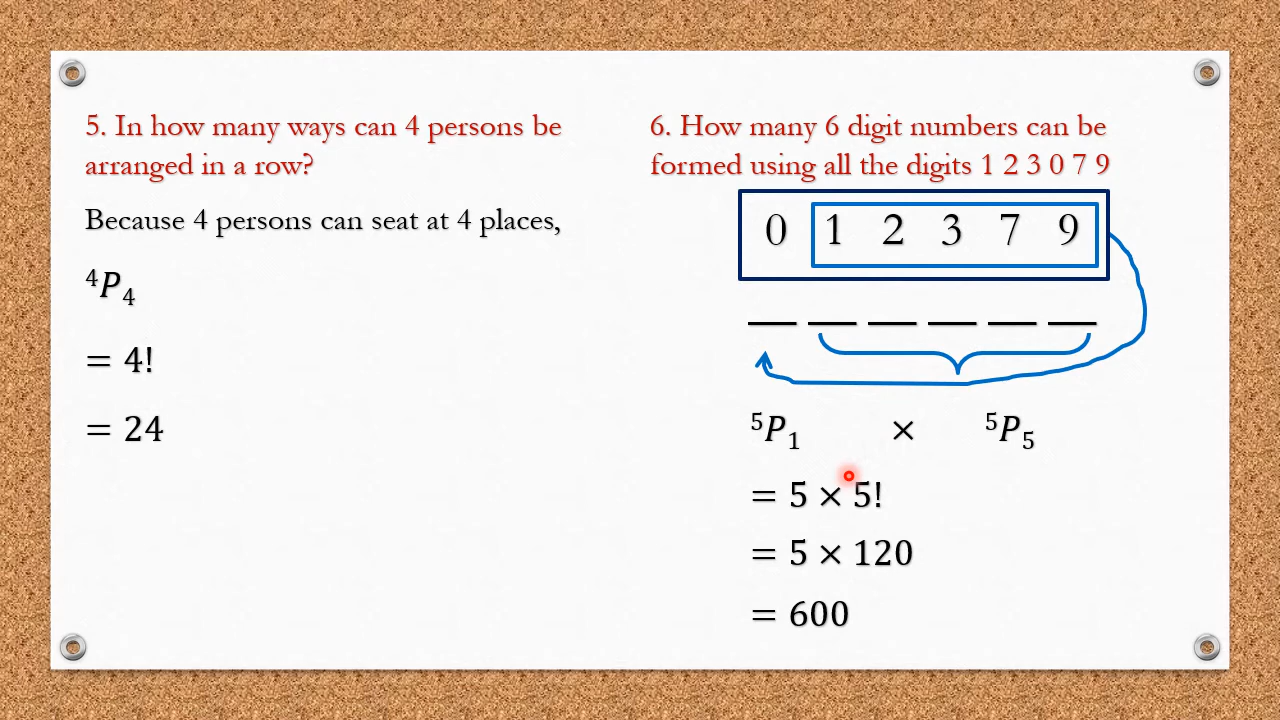 5. In how many ways can 4 persons be
arranged in a row?
Because 4 persons can seat at 4 places,
⁴P₄
= 4!
= 24
6. How many 6 digit numbers can be
formed using all the digits 1 2 3 0 7 9
0 1 2 3 7 9
⁵P₁ × ⁵P₅
= 5 × 5!
= 5 × 120
= 600